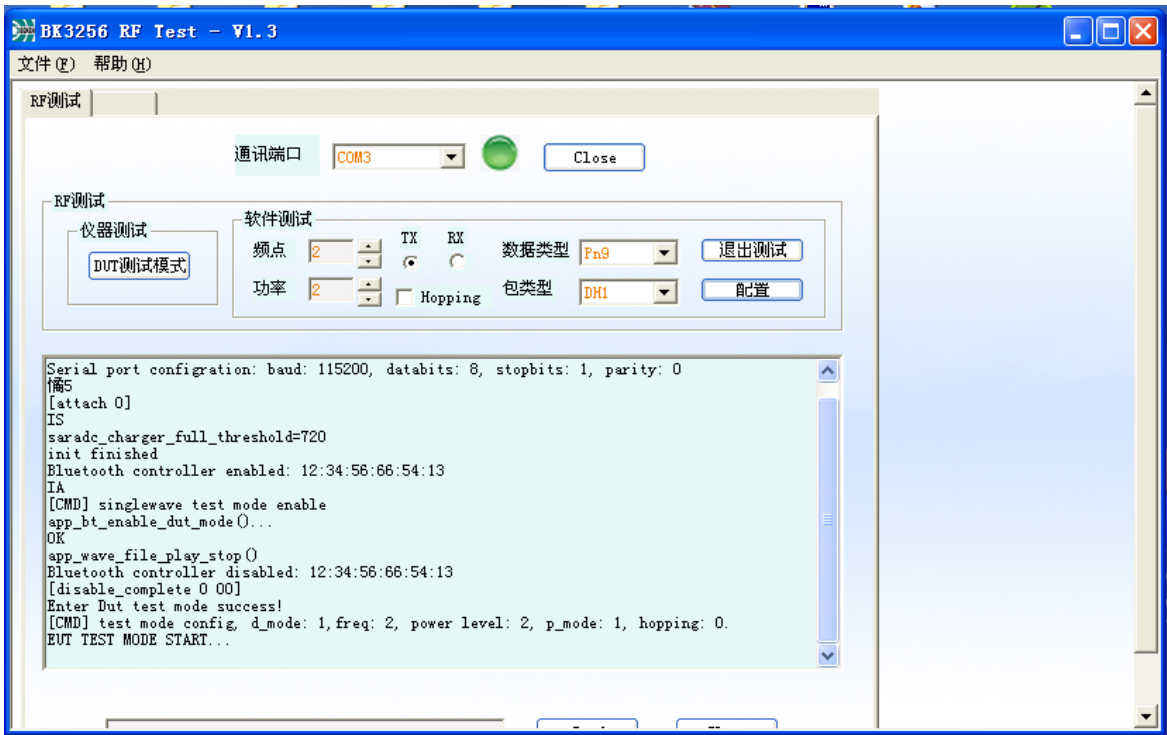 BK3256 RF Test - V1.3
文件(F) 帮助(H)
RF测试
通讯端口 COM3 Close
RF测试
仪器测试 软件测试
频点 2 TX RX 数据类型 Pn9 退出测试
DUT测试模式
功率 2 Hopping 包类型 DH1 配置
Serial port configration: baud: 115200, databits: 8, stopbits: 1, parity: 0
[attach 0]
IS
saradc_charger_full_threshold=720
init finished
Bluetooth controller enabled: 12:34:56:66:54:13
IA
[CMD] singlewave test mode enable
app_bt_enable_dut_mode()...
OK
app_wave_file_play_stop()
Bluetooth controller disabled: 12:34:56:66:54:13
[disable_complete 0 00]
Enter Dut test mode success!
[CMD] test mode config, d_mode: 1,freq: 2, power level: 2, p_mode: 1, hopping: 0.
EUT TEST MODE START...